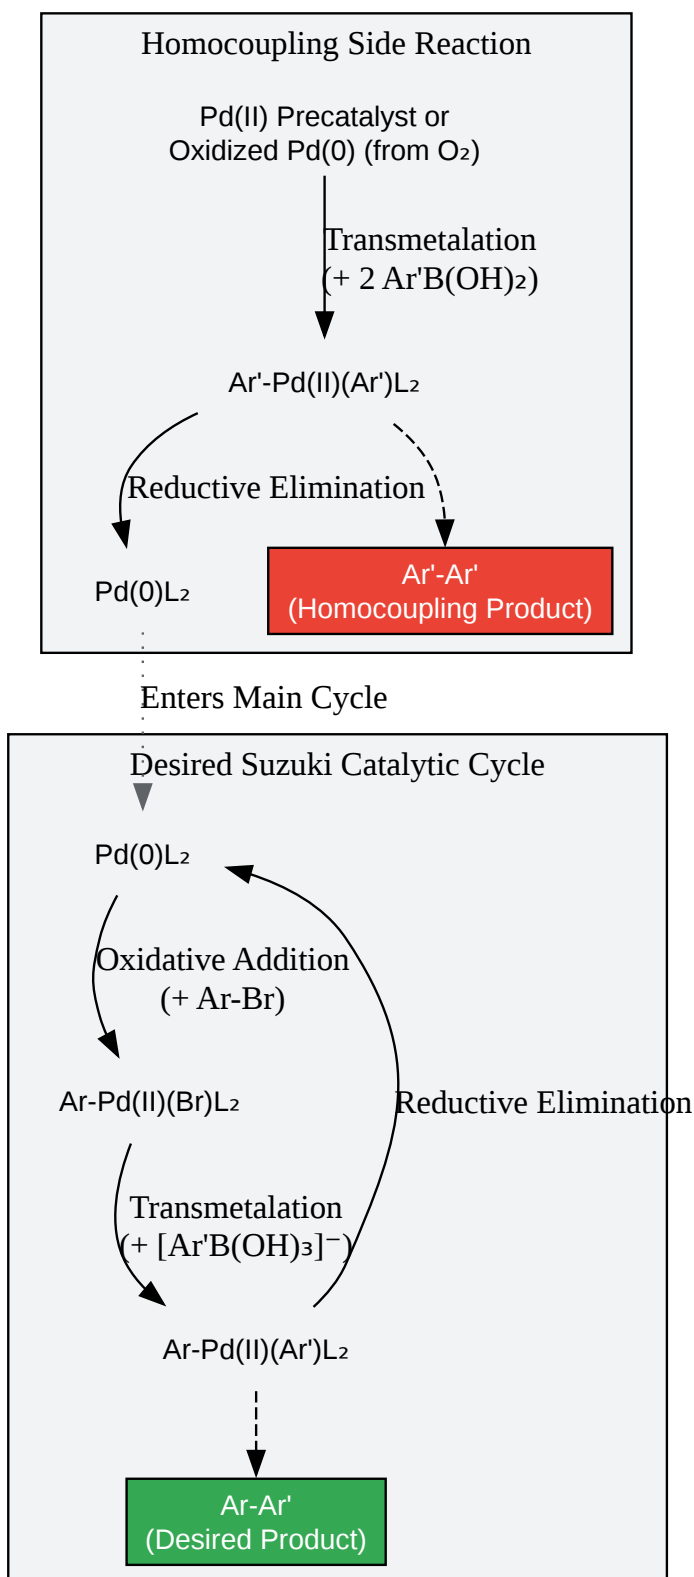 Homocoupling Side Reaction
Pd(II) Precatalyst or
Oxidized Pd(0) (from O₂)
Transmetalation
(+ 2 Ar'B(OH)₂)
Ar'-Pd(II)(Ar')L₂
Reductive Elimination
Pd(0)L₂
Ar'-Ar'
(Homocoupling Product)
Enters Main Cycle
Desired Suzuki Catalytic Cycle
Pd(0)L₂
Oxidative Addition
(+ Ar-Br)
Ar-Pd(II)(Br)L₂
Reductive Elimination
Transmetalation
(+ [Ar'B(OH)₃]⁻)
Ar-Pd(II)(Ar')L₂
Ar-Ar'
(Desired Product)